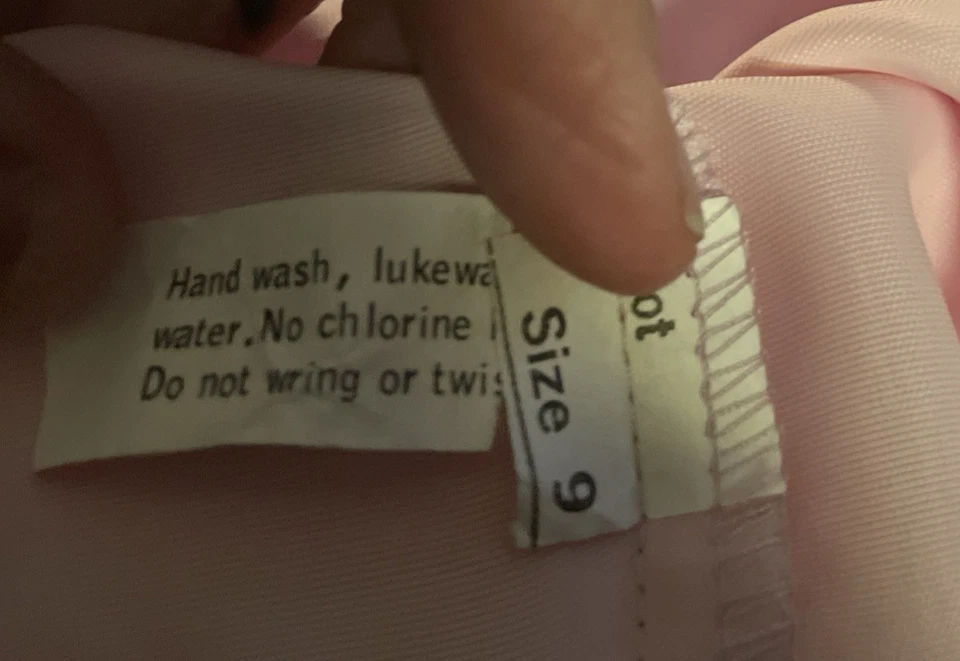 Hand wash, lukewa
water. No chlorine
Do not wring or twis
ot
Size 9